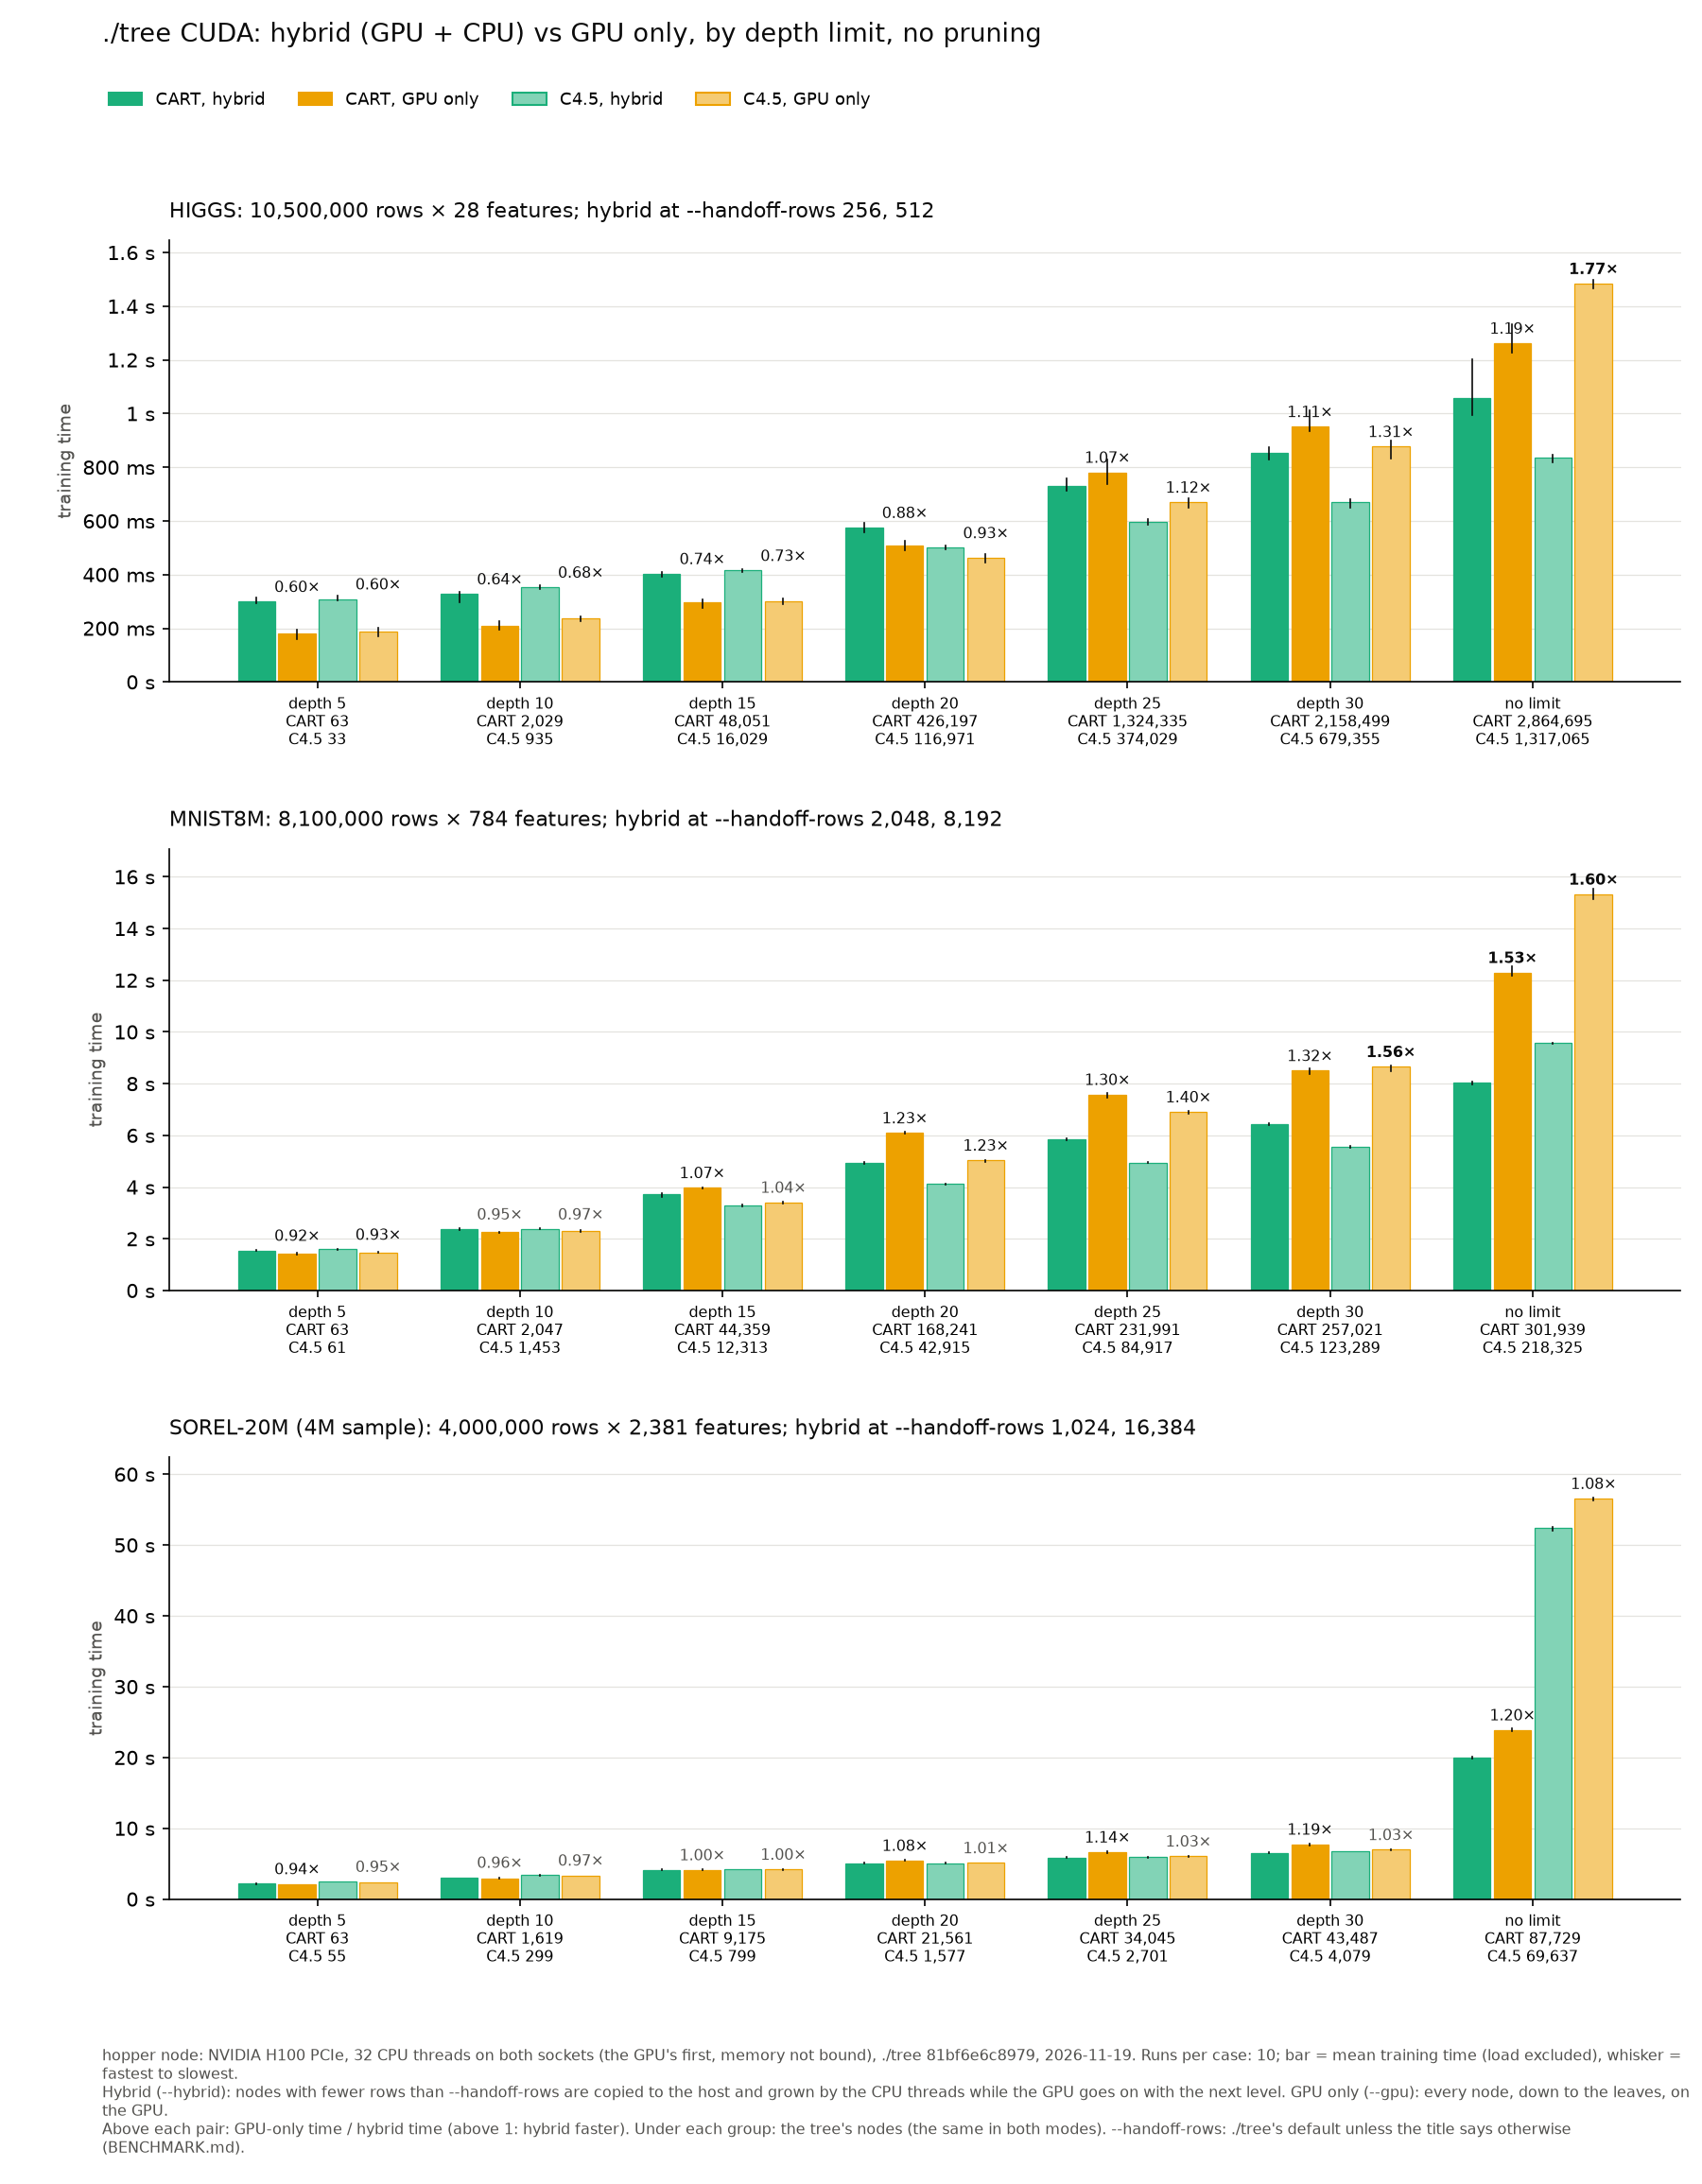 ./tree CUDA: hybrid (GPU + CPU) vs GPU only, by depth limit, no pruning
CART, hybrid
CART, GPU only
C4.5, hybrid
C4.5, GPU only
HIGGS: 10,500,000 rows × 28 features; hybrid at --handoff-rows 256, 512
training time
1.6 s
1.4 s
1.2 s
1 s
800 ms
600 ms
400 ms
200 ms
0 s
0.60×
0.60×
0.64×
0.68×
0.74×
0.73×
0.88×
0.93×
1.07×
1.12×
1.11×
1.31×
1.19×
1.77×
depth 5
CART 63
C4.5 33
depth 10
CART 2,029
C4.5 935
depth 15
CART 48,051
C4.5 16,029
depth 20
CART 426,197
C4.5 116,971
depth 25
CART 1,324,335
C4.5 374,029
depth 30
CART 2,158,499
C4.5 679,355
no limit
CART 2,864,695
C4.5 1,317,065
MNIST8M: 8,100,000 rows × 784 features; hybrid at --handoff-rows 2,048, 8,192
training time
16 s
14 s
12 s
10 s
8 s
6 s
4 s
2 s
0 s
0.92×
0.93×
0.95×
0.97×
1.07×
1.04×
1.23×
1.23×
1.30×
1.40×
1.32×
1.56×
1.53×
1.60×
depth 5
CART 63
C4.5 61
depth 10
CART 2,047
C4.5 1,453
depth 15
CART 44,359
C4.5 12,313
depth 20
CART 168,241
C4.5 42,915
depth 25
CART 231,991
C4.5 84,917
depth 30
CART 257,021
C4.5 123,289
no limit
CART 301,939
C4.5 218,325
SOREL-20M (4M sample): 4,000,000 rows × 2,381 features; hybrid at --handoff-rows 1,024, 16,384
training time
60 s
50 s
40 s
30 s
20 s
10 s
0 s
0.94×
0.95×
0.96×
0.97×
1.00×
1.00×
1.08×
1.01×
1.14×
1.03×
1.19×
1.03×
1.20×
1.08×
depth 5
CART 63
C4.5 55
depth 10
CART 1,619
C4.5 299
depth 15
CART 9,175
C4.5 799
depth 20
CART 21,561
C4.5 1,577
depth 25
CART 34,045
C4.5 2,701
depth 30
CART 43,487
C4.5 4,079
no limit
CART 87,729
C4.5 69,637
hopper node: NVIDIA H100 PCIe, 32 CPU threads on both sockets (the GPU's first, memory not bound), ./tree 81bf6e6c8979, 2026-11-19. Runs per case: 10; bar = mean training time (load excluded), whisker =
fastest to slowest.
Hybrid (--hybrid): nodes with fewer rows than --handoff-rows are copied to the host and grown by the CPU threads while the GPU goes on with the next level. GPU only (--gpu): every node, down to the leaves, on
the GPU.
Above each pair: GPU-only time / hybrid time (above 1: hybrid faster). Under each group: the tree's nodes (the same in both modes). --handoff-rows: ./tree's default unless the title says otherwise
(BENCHMARK.md).